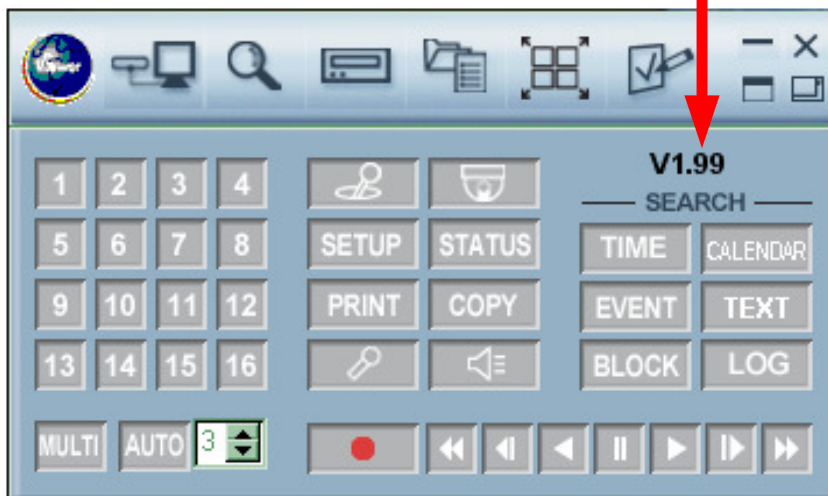 Viewer
V1.99
SEARCH
1 2 3 4
SETUP STATUS
TIME CALENDAR
5 6 7 8
PRINT COPY
EVENT TEXT
9 10 11 12
BLOCK LOG
13 14 15 16
MULTI AUTO 3